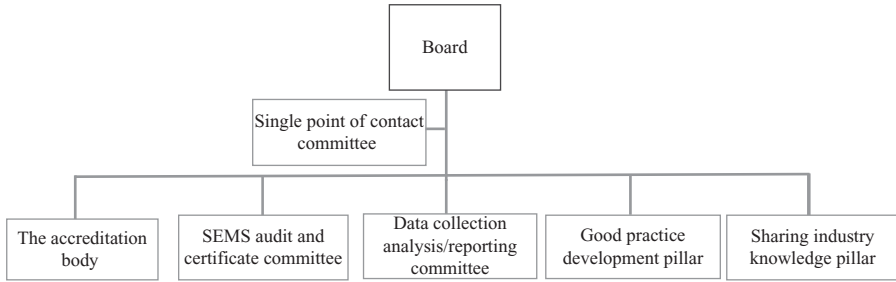 Board
Single point of contact
committee
The accreditation
body
SEMS audit and
certificate committee
Data collection
analysis/reporting
committee
Good practice
development pillar
Sharing industry
knowledge pillar